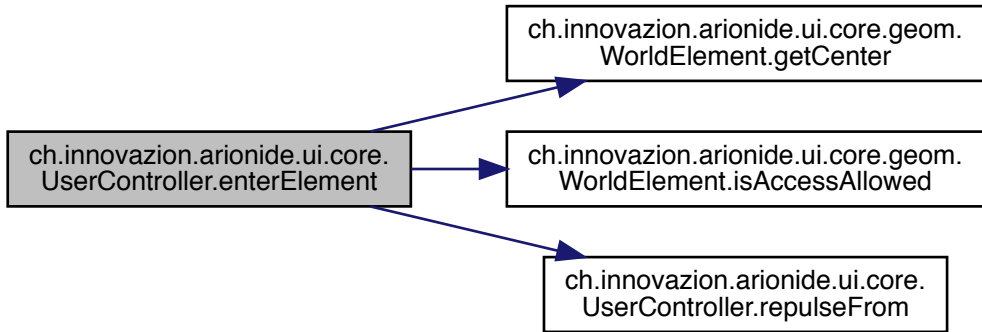 ch.innovazion.arionide.ui.core.geom.
WorldElement.getCenter
ch.innovazion.arionide.ui.core.
UserController.enterElement
ch.innovazion.arionide.ui.core.geom.
WorldElement.isAccessAllowed
ch.innovazion.arionide.ui.core.
UserController.repulseFrom